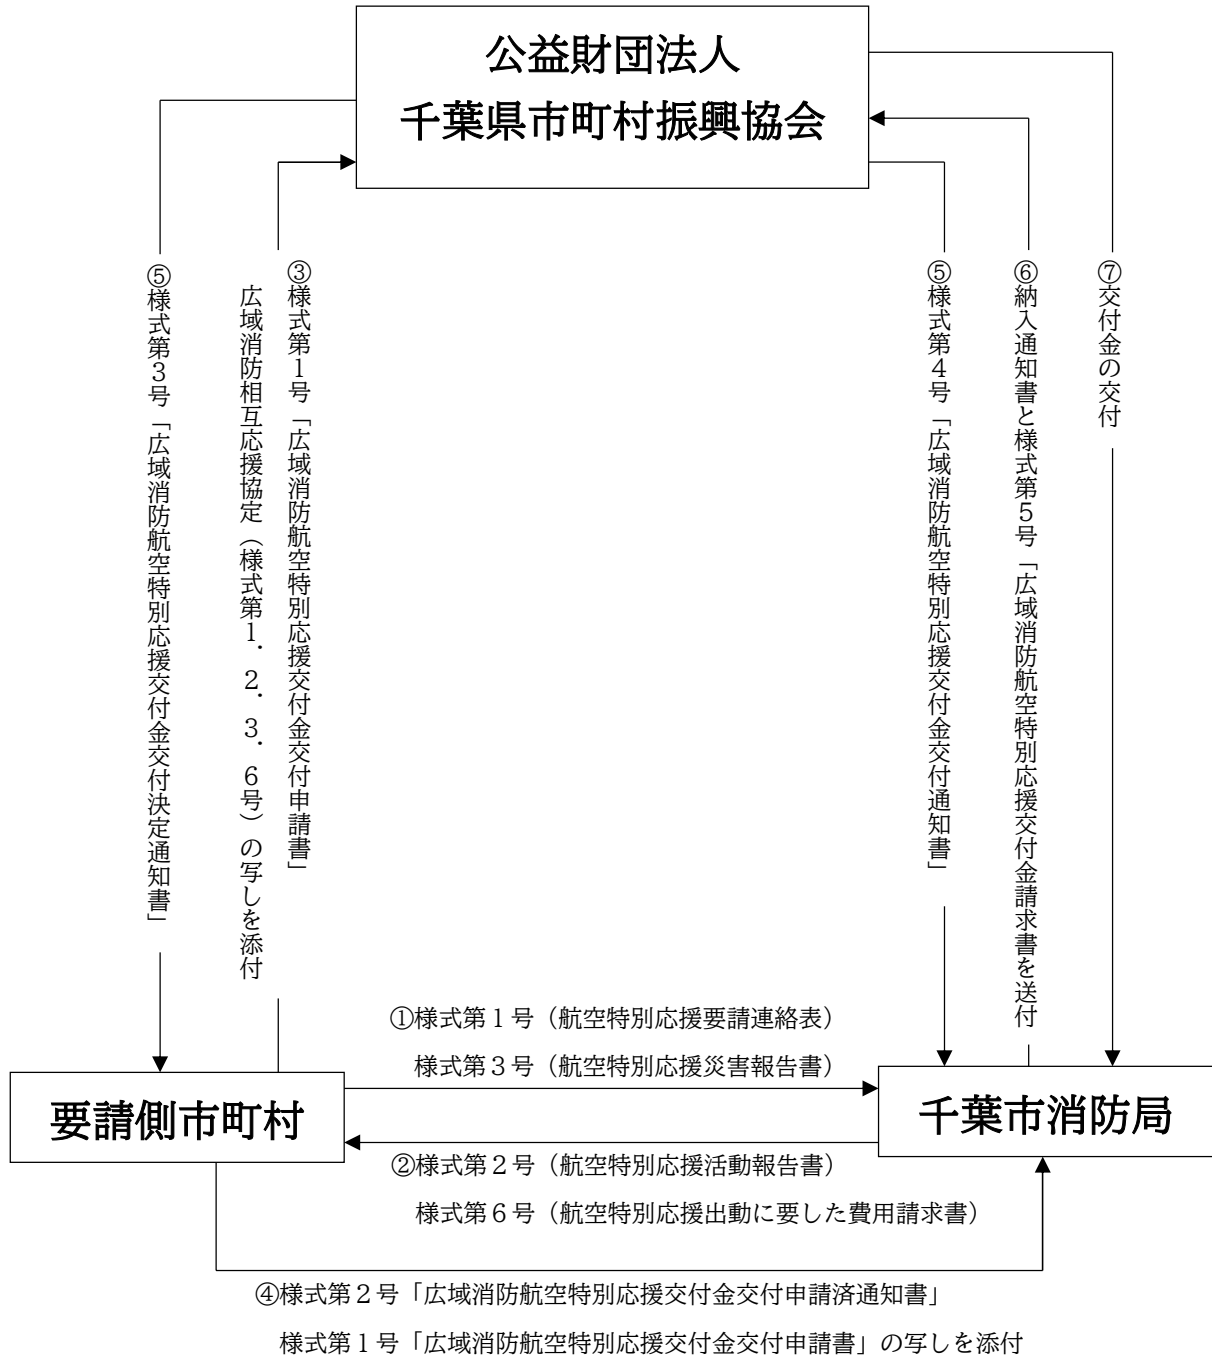 公益財団法人
千葉県市町村振興協会
⑦交付金の交付
⑥納入通知書と様式第５号「広域消防航空特別応援交付金請求書を送付
⑤様式第４号「広域消防航空特別応援交付金交付通知書」
③様式第１号「広域消防航空特別応援交付金交付申請書」
広域消防相互応援協定（様式第１．２．３．６号）の写しを添付
⑤様式第３号「広域消防航空特別応援交付金交付決定通知書」
①様式第１号（航空特別応援要請連絡表）
様式第３号（航空特別応援災害報告書）
要請側市町村
千葉市消防局
②様式第２号（航空特別応援活動報告書）
様式第６号（航空特別応援出動に要した費用請求書）
④様式第２号「広域消防航空特別応援交付金交付申請済通知書」
様式第１号「広域消防航空特別応援交付金交付申請書」の写しを添付